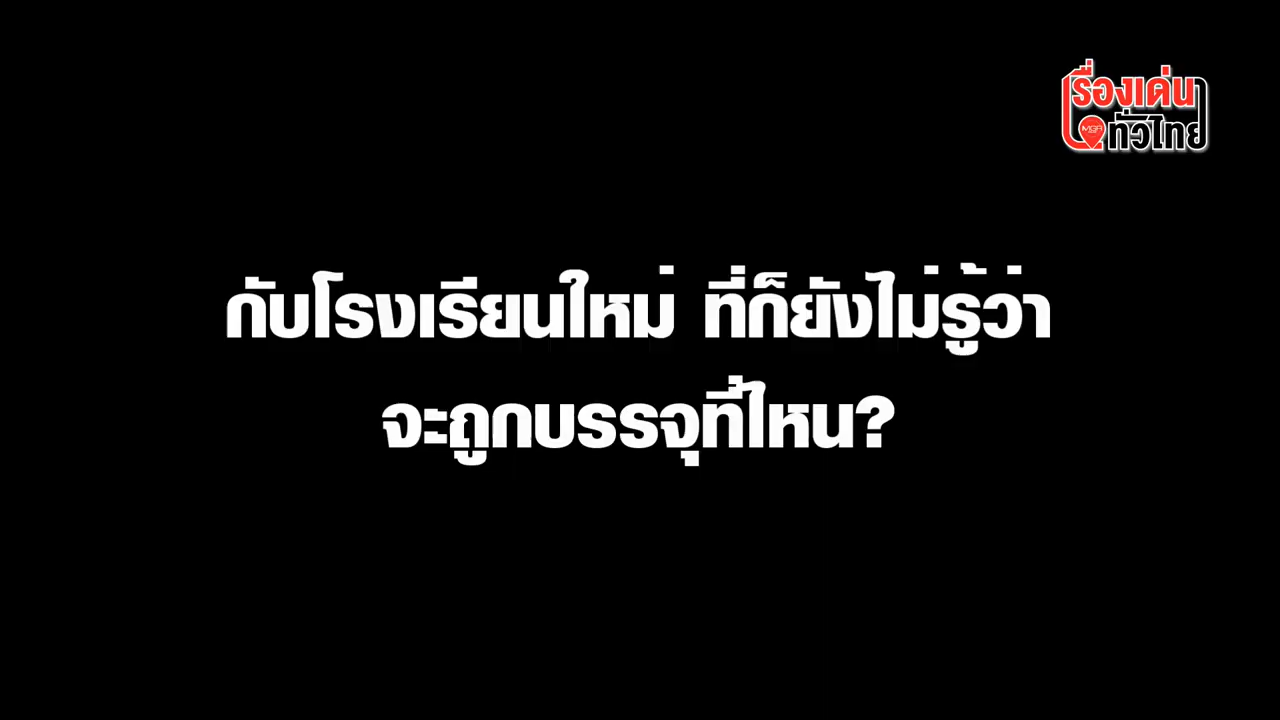 เรื่องเด่น
ทั่วไทย
กับโรงเรียนใหม่ ที่ก็ยังไม่รู้ว่า
จะถูกบรรจุที่ไหน?